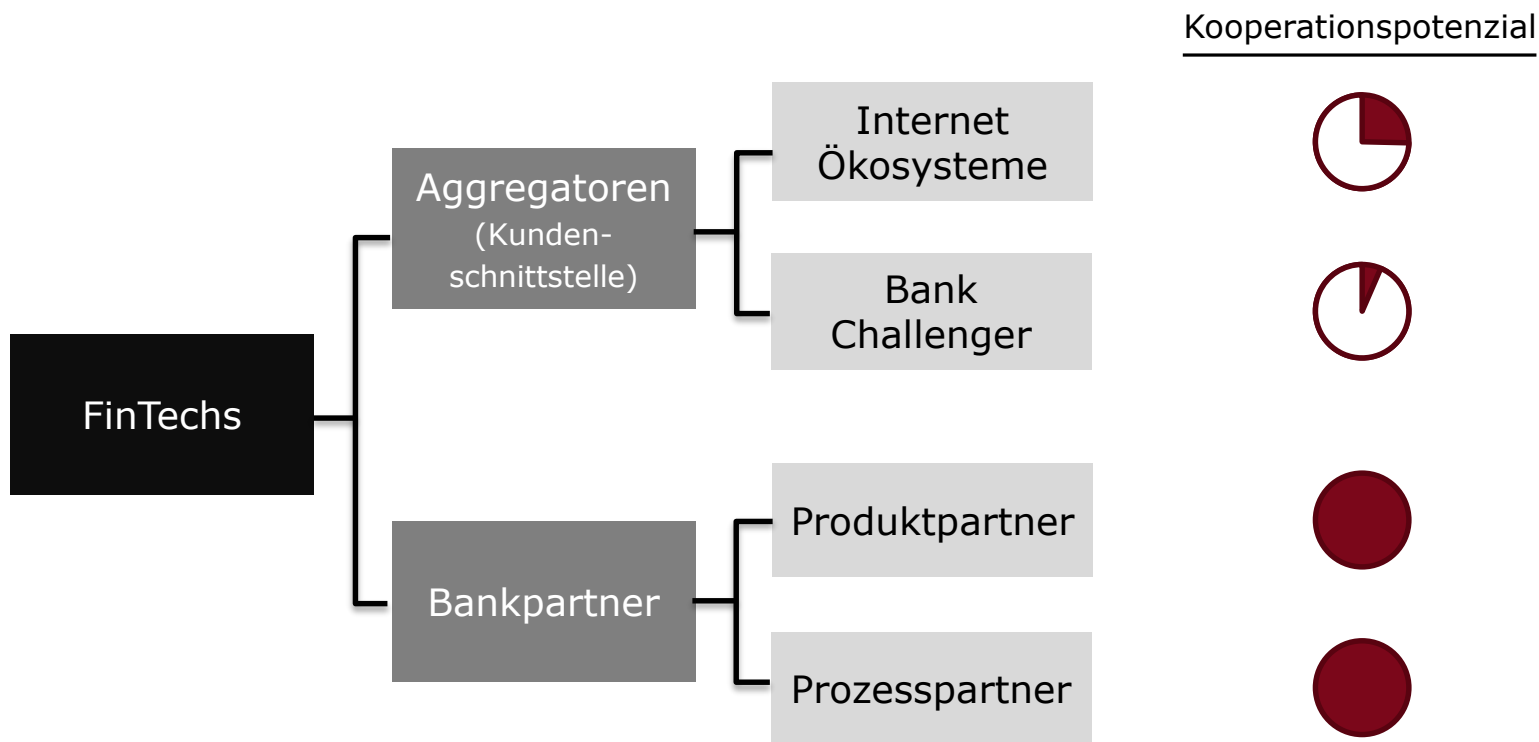 Kooperationspotenzial
Internet
Ökosysteme
Aggregatoren
(Kunden-
schnittstelle)
Bank
Challenger
FinTechs
Produktpartner
Bankpartner
Prozesspartner